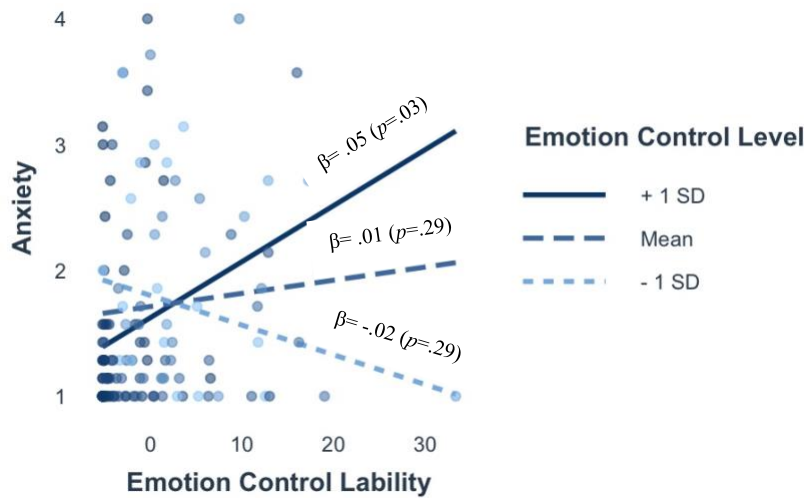 4
3
2
1
Anxiety
0
10
20
30
Emotion Control Lability
β= .05 (p=.03)
β= .01 (p=.29)
β= -.02 (p=.29)
Emotion Control Level
+ 1 SD
Mean
- 1 SD